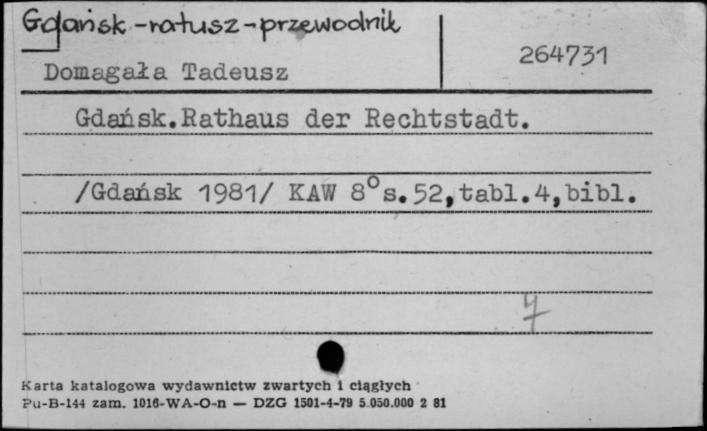 Gdańsk-ratusz-przewodnik
264731
Domagała Tadeusz
Gdańsk.Rathaus der Rechtstadt.
/Gdańsk 1981/ KAW 8° s.52,tabl.4,bibl.
Karta katalogowa wydawnictw zwartych i ciągłych
Pu-B-144 zam. 1016-WA-O-n — DZG 1501-4-79 5.050.000 2 81